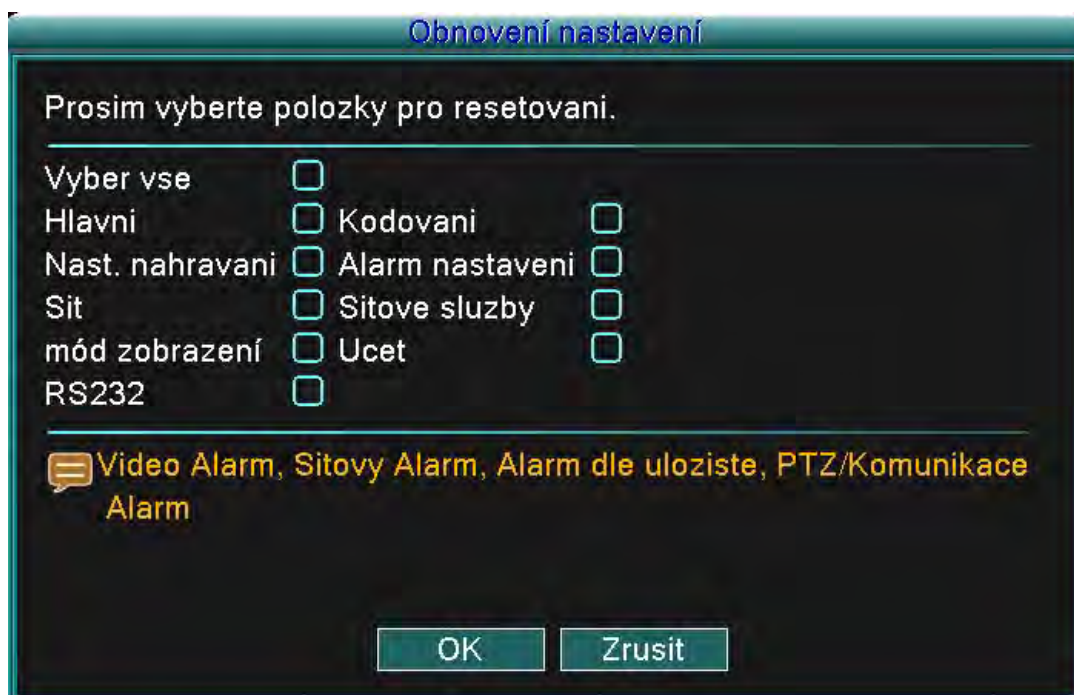 Obnovení nastavení
Prosim vyberte polozky pro resetovani.
Vyber vse
Hlavni Kodovani
Nast. nahravani Alarm nastaveni
Sit Sitove sluzby
mód zobrazení Ucet
RS232
Video Alarm, Sitovy Alarm, Alarm dle uloziste, PTZ/Komunikace
Alarm
OK Zrusit